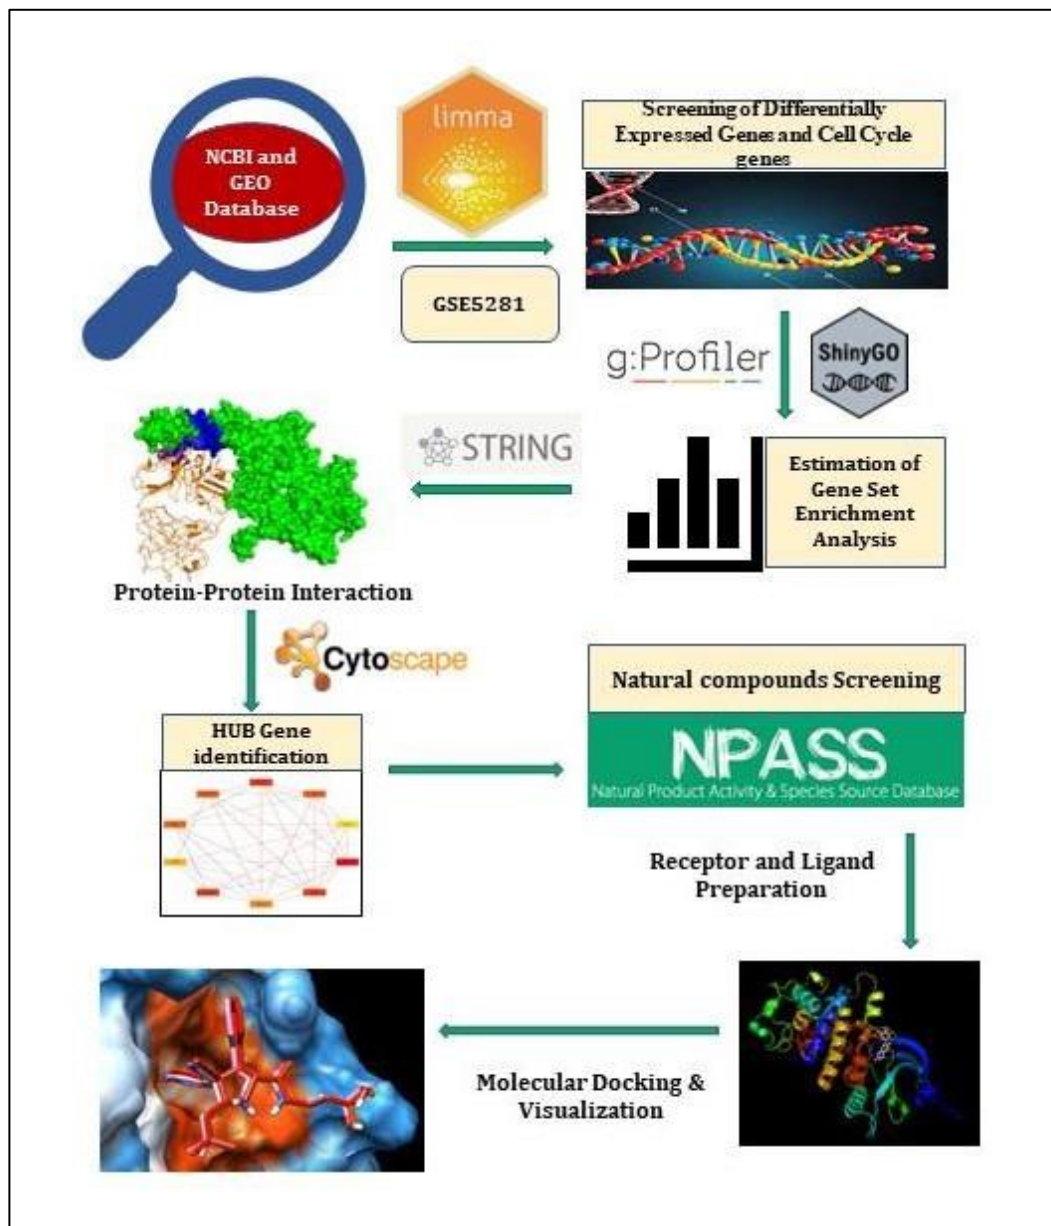 NCBI and
GEO
Database
limma
GSE5281
Screening of Differentially
Expressed Genes and Cell Cycle
genes
g:Profiler
ShinyGO
STRING
Estimation of
Gene Set
Enrichment
Analysis
Protein-Protein Interaction
Cytoscape
HUB Gene
identification
Natural compounds Screening
NPASS
Natural Product Activity & Species Source Database
Receptor and Ligand
Preparation
Molecular Docking &
Visualization